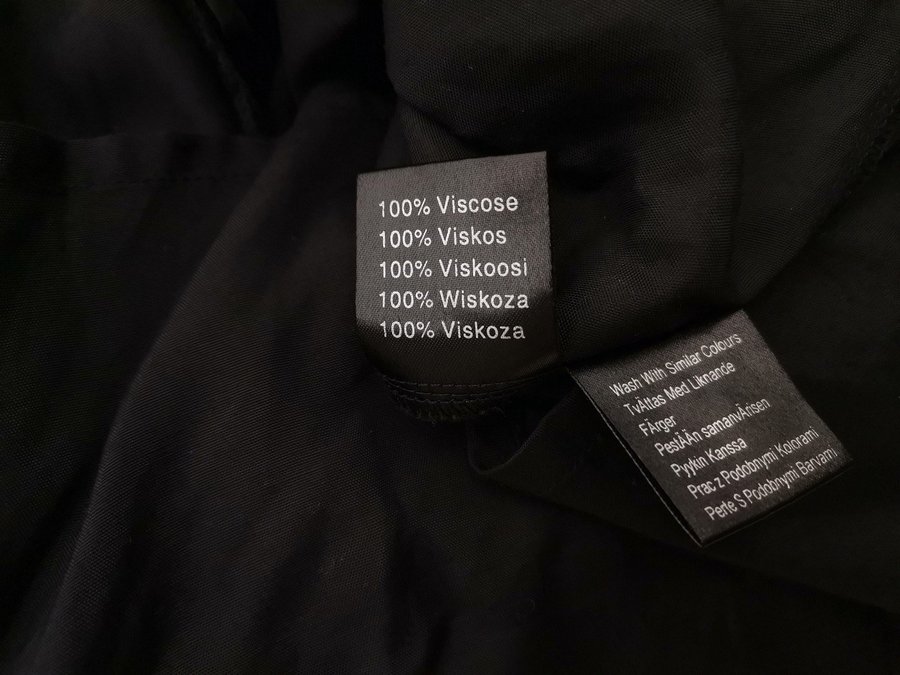 100% Viscose
100% Viskos
100% Viskoosi
100% Wiskoza
100% Viskoza
Wash With Similar Colours
TvÄttas Med Liknande
FÄrger
PestÄÄn samanvÄrisen
Pyykin Kanssa
Prac z Podobnymi Kolorami
Perte S Podobnymi Barvami